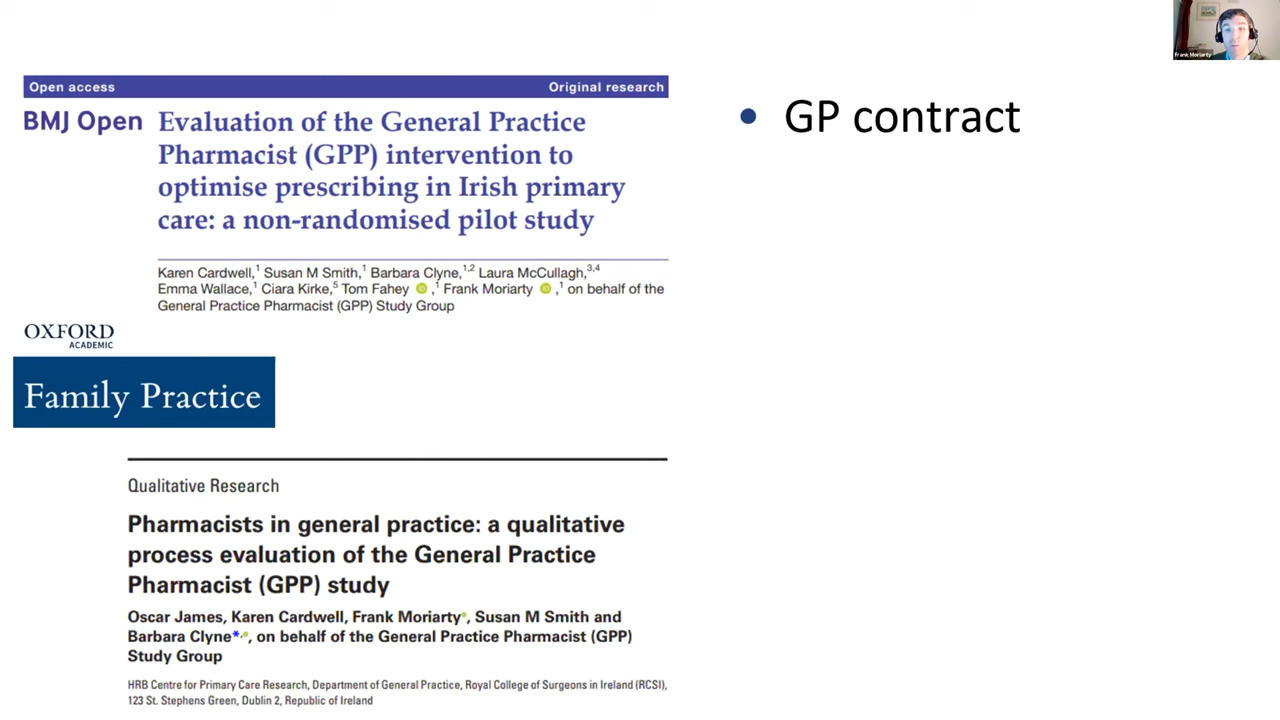 Frank Moriarty
Open access Original research
BMJ Open Evaluation of the General Practice
Pharmacist (GPP) intervention to
optimise prescribing in Irish primary
care: a non-randomised pilot study
Karen Cardwell,1 Susan M Smith,1 Barbara Clyne,1,2 Laura McCullagh,3,4
Emma Wallace,1 Ciara Kirke,5 Tom Fahey ,1 Frank Moriarty ,1 on behalf of the
General Practice Pharmacist (GPP) Study Group
OXFORD
ACADEMIC
Family Practice
Qualitative Research
Pharmacists in general practice: a qualitative
process evaluation of the General Practice
Pharmacist (GPP) study
Oscar James, Karen Cardwell, Frank Moriarty, Susan M Smith and
Barbara Clyne*,, on behalf of the General Practice Pharmacist (GPP)
Study Group
HRB Centre for Primary Care Research, Department of General Practice, Royal College of Surgeons in Ireland (RCSI),
123 St. Stephens Green, Dublin 2, Republic of Ireland
• GP contract